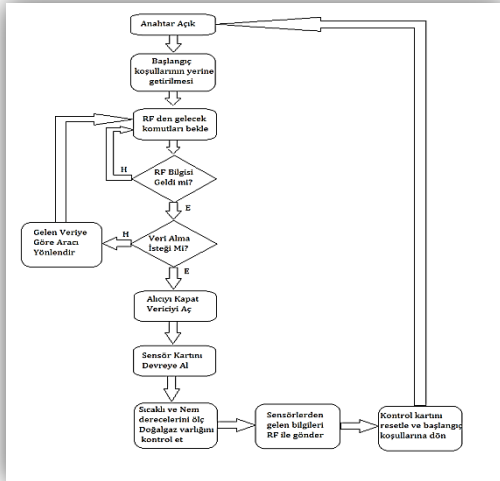 Anahtar Açık
Başlangıç
koşullarının yerine
getirilmesi
RF den gelecek
komutları bekle
RF Bilgisi
Geldi mi?
H
E
Veri Alma
İsteği Mi?
H
E
Gelen Veriye
Göre Aracı
Yönlendir
Alıcıyı Kapat
Vericiyi Aç
Sensör Kartını
Devreye Al
Sıcaklı ve Nem
derecelerini ölç
Doğalgaz varlığını
kontrol et
Sensörlerden
gelen bilgileri
RF ile gönder
Kontrol kartını
resetle ve başlangıç
koşullarına dön